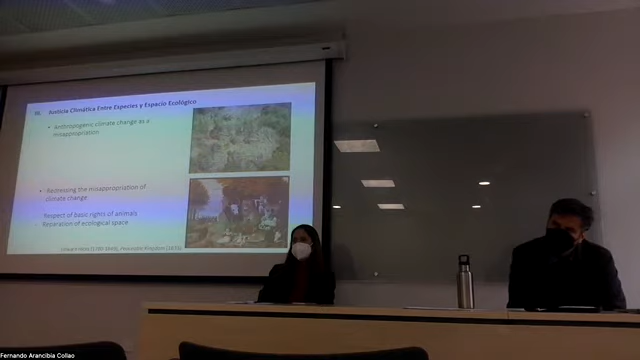 III. Justicia Climática Entre Especies y Espacio Ecológico
• Anthropogenic climate change as a
misappropriation
• Redressing the misappropriation of
climate change
Respect of basic rights of animals
- Reparation of ecological space
Fernando Arancibia Collao